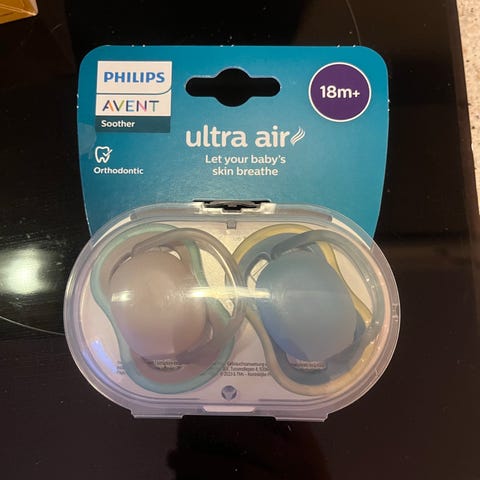 PHILIPS
AVENT
Soother
Orthodontic
18m+
ultra air
Let your baby's
skin breathe